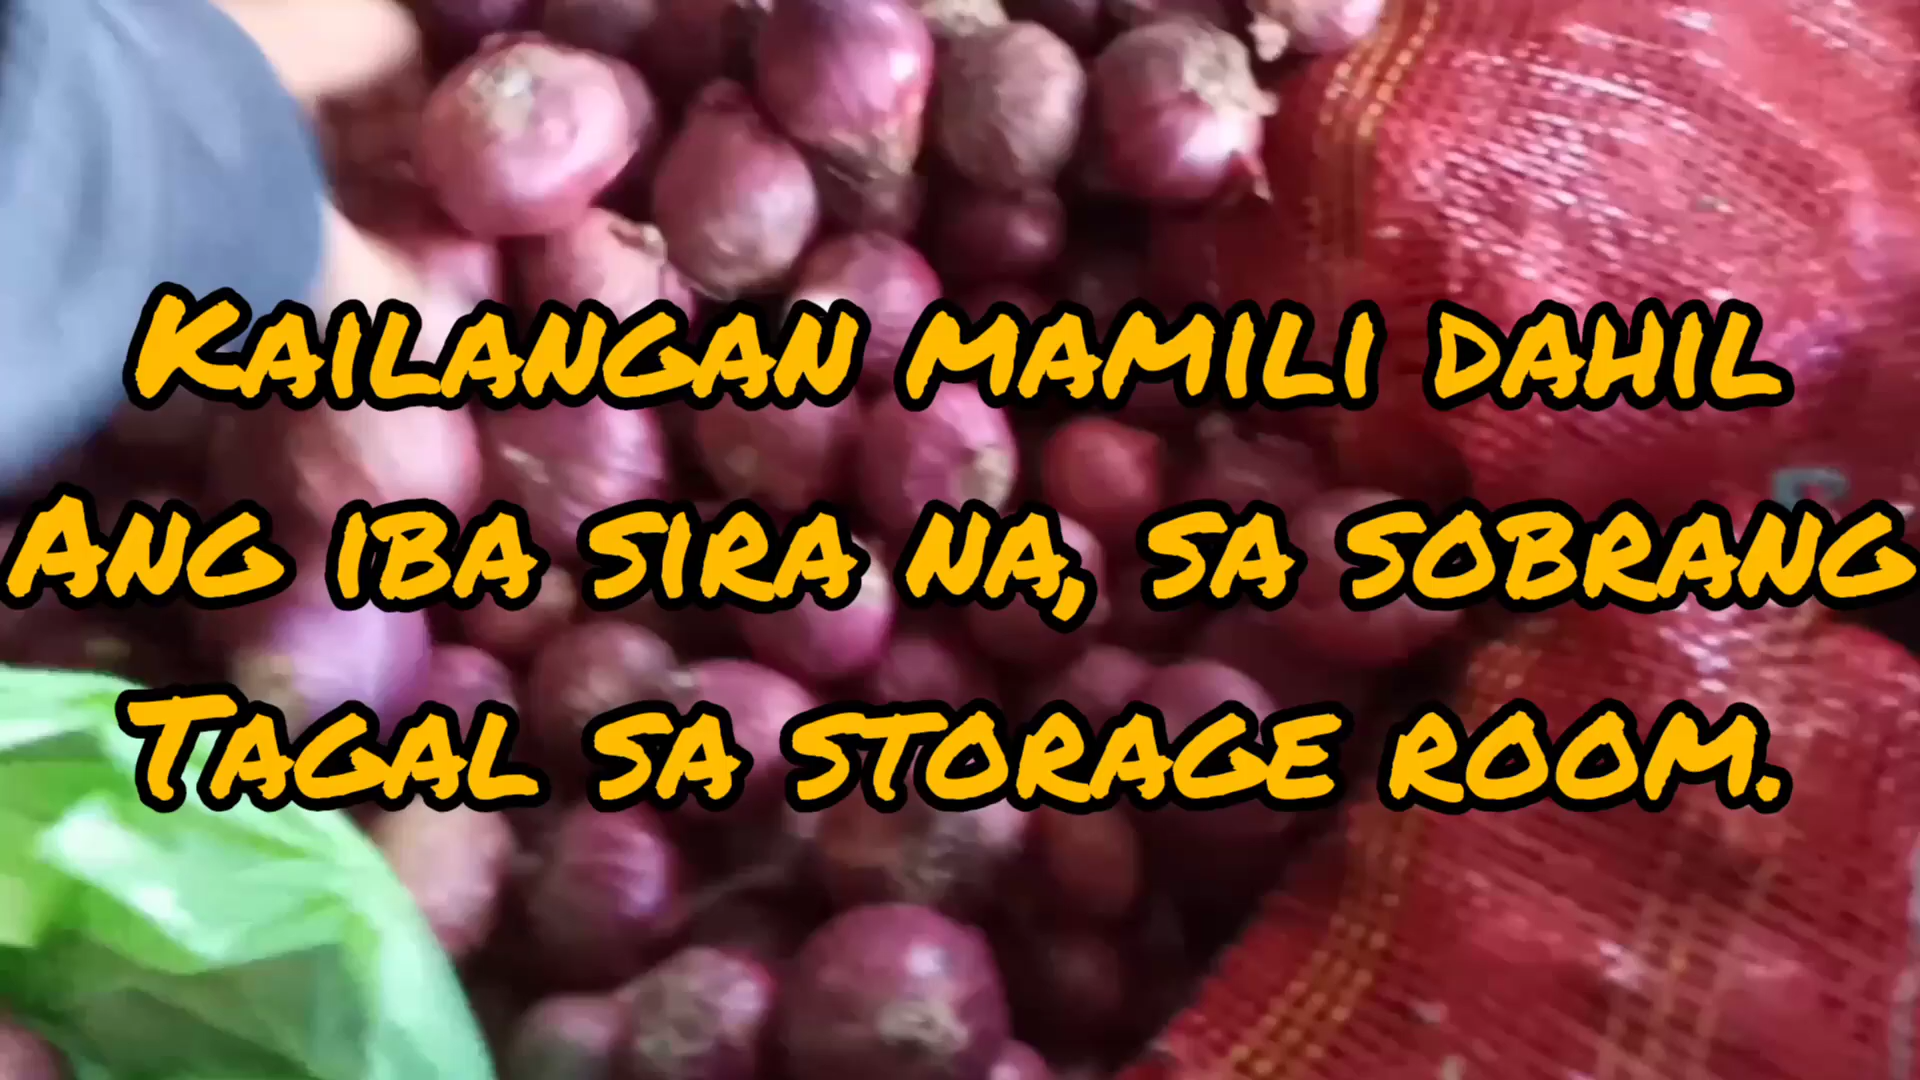 Kailangan mamili dahil
Ang iba sira na, sa sobrang
Tagal sa storage room.